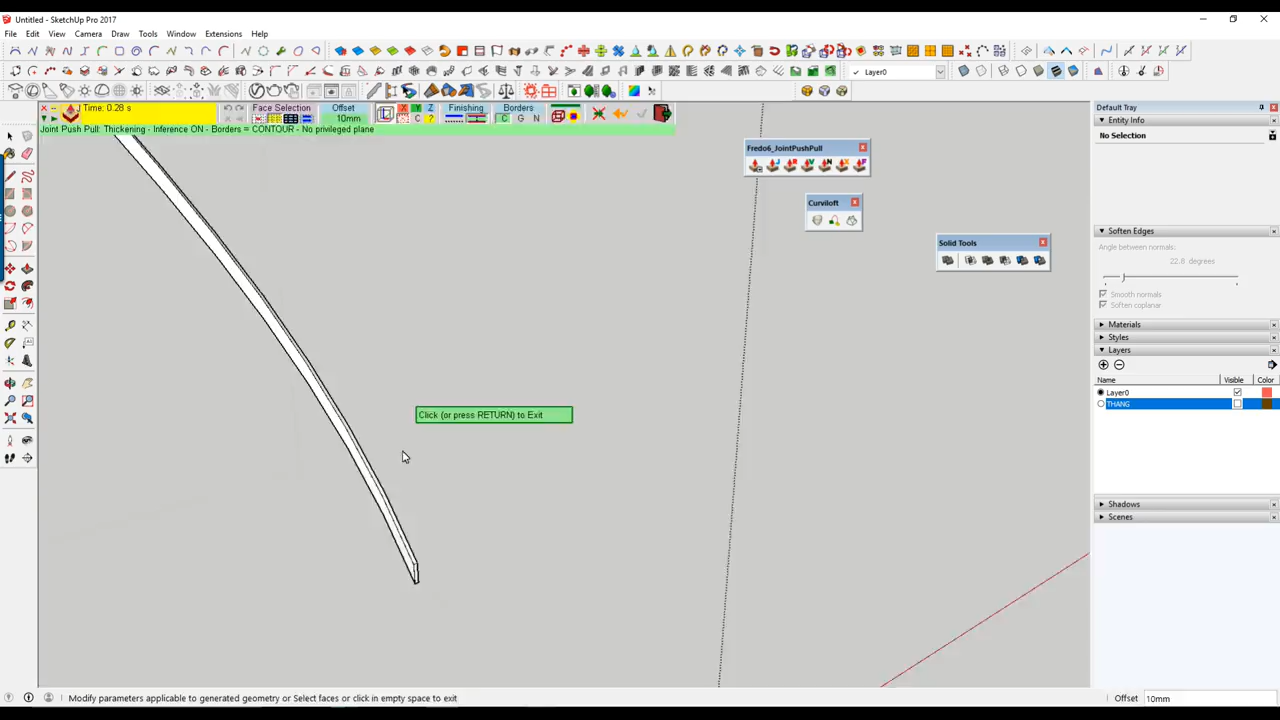 Untitled - SketchUp Pro 2017
File Edit View Camera Draw Tools Window Extensions Help
Layer0
Time: 0.28 s
Face Selection
Offset
10mm
X Y Z
C ?
Finishing
Borders
C G N
Joint Push Pull: Thickening - Inference ON - Borders = CONTOUR - No privileged plane
Fredo6_JointPushPull
Curviloft
Solid Tools
Click (or press RETURN) to Exit
Default Tray
Entity Info
No Selection
Soften Edges
Angle between normals:
22.8 degrees
Smooth normals
Soften coplanar
Materials
Styles
Layers
Name Visible Color
Layer0
THANG
Shadows
Scenes
Modify parameters applicable to generated geometry or Select faces or click in empty space to exit
Offset 10mm